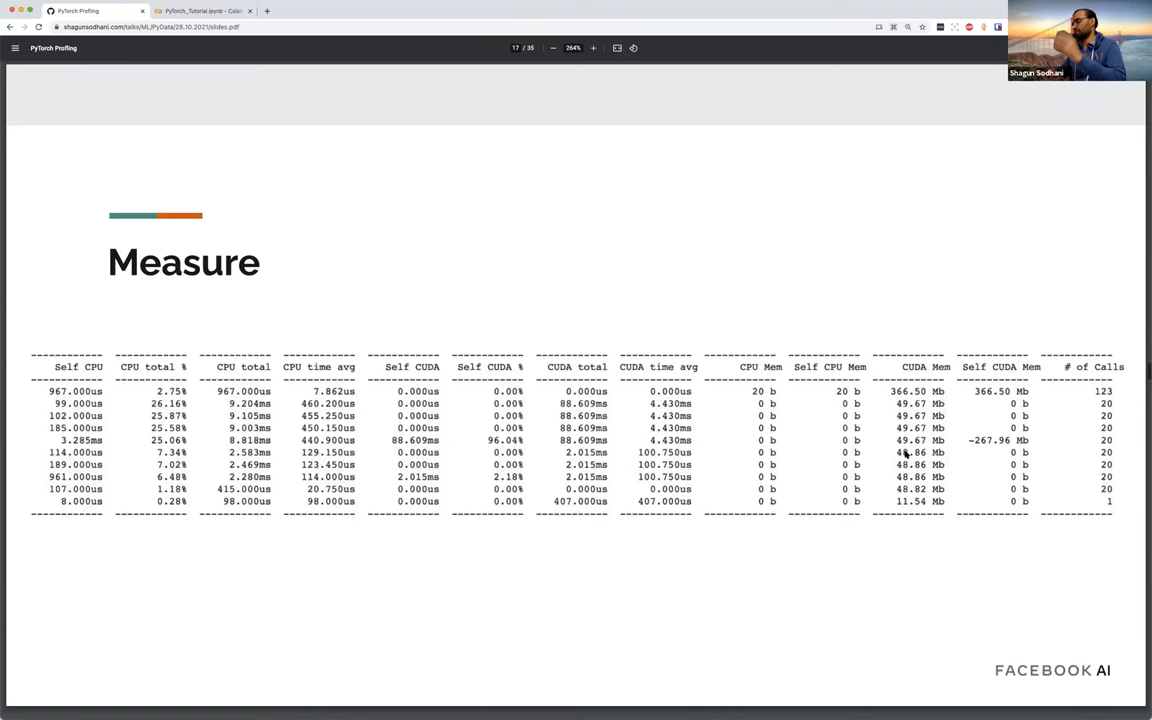 PyTorch Profling
PyTorch_Tutorial.ipynb - Colab
shagunsodhani.com/talks/ML/PyData/28.10.2021/slides.pdf
PyTorch Profling
17 / 35
264%
Shagun Sodhani
Measure
------------ ------------ ------------ ------------ ------------ ------------ ------------ ------------ ------------ ------------ ------------ ------------ ------------
Self CPU CPU total % CPU total CPU time avg Self CUDA Self CUDA % CUDA total CUDA time avg CPU Mem Self CPU Mem CUDA Mem Self CUDA Mem # of Calls
------------ ------------ ------------ ------------ ------------ ------------ ------------ ------------ ------------ ------------ ------------ ------------ ------------
967.000us 2.75% 967.000us 7.862us 0.000us 0.00% 0.000us 0.000us 20 b 20 b 366.50 Mb 366.50 Mb 123
99.000us 26.16% 9.204ms 460.200us 0.000us 0.00% 88.609ms 4.430ms 0 b 0 b 49.67 Mb 0 b 20
102.000us 25.87% 9.105ms 455.250us 0.000us 0.00% 88.609ms 4.430ms 0 b 0 b 49.67 Mb 0 b 20
185.000us 25.58% 9.003ms 450.150us 0.000us 0.00% 88.609ms 4.430ms 0 b 0 b 49.67 Mb 0 b 20
3.285ms 25.06% 8.818ms 440.900us 88.609ms 96.04% 88.609ms 4.430ms 0 b 0 b 49.67 Mb -267.96 Mb 20
114.000us 7.34% 2.583ms 129.150us 0.000us 0.00% 2.015ms 100.750us 0 b 0 b 48.86 Mb 0 b 20
189.000us 7.02% 2.469ms 123.450us 0.000us 0.00% 2.015ms 100.750us 0 b 0 b 48.86 Mb 0 b 20
961.000us 6.48% 2.280ms 114.000us 2.015ms 2.18% 2.015ms 100.750us 0 b 0 b 48.86 Mb 0 b 20
107.000us 1.18% 415.000us 20.750us 0.000us 0.00% 0.000us 0.000us 0 b 0 b 48.82 Mb 0 b 20
8.000us 0.28% 98.000us 98.000us 0.000us 0.00% 407.000us 407.000us 0 b 0 b 11.54 Mb 0 b 1
------------ ------------ ------------ ------------ ------------ ------------ ------------ ------------ ------------ ------------ ------------ ------------ ------------
FACEBOOK AI